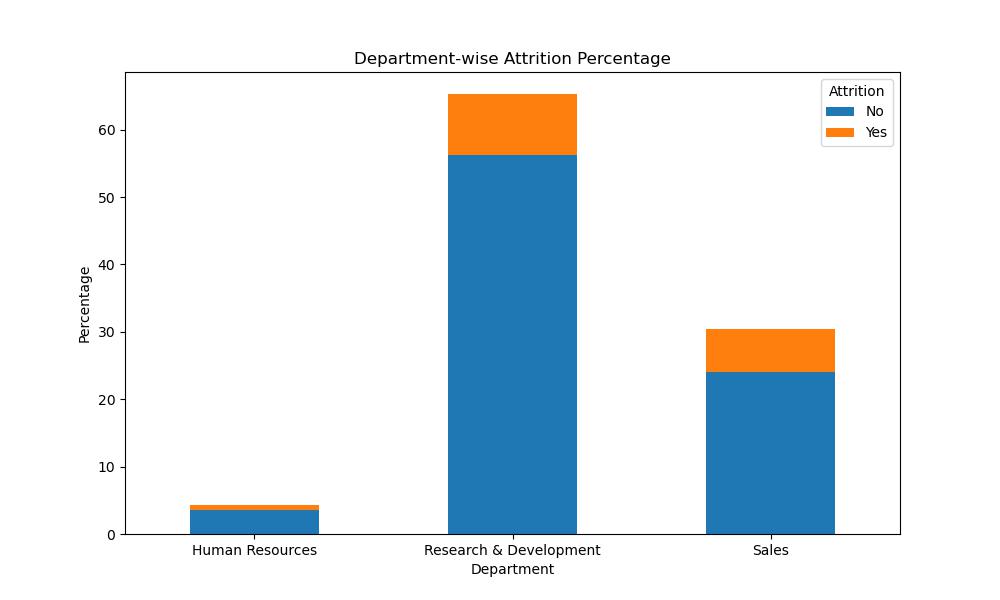 Department-wise Attrition Percentage
Attrition
No
Yes
60
50
40
30
20
10
0
Percentage
Human Resources
Research & Development
Sales
Department